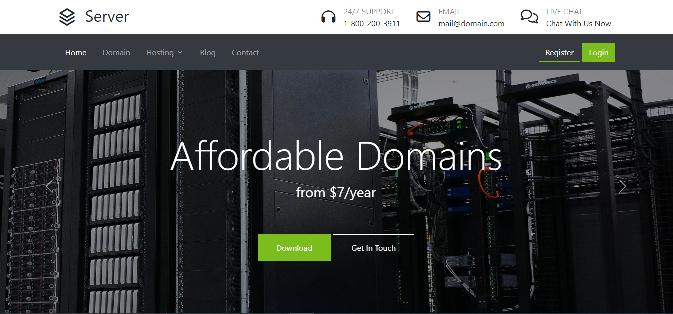 Server
24/7 SUPPORT
1-800-200-3911
EMAIL
mail@domain.com
LIVE CHAT
Chat With Us Now
Home Domain Hosting Blog Contact Register Login
Affordable Domains
from $7/year
Download Get In Touch